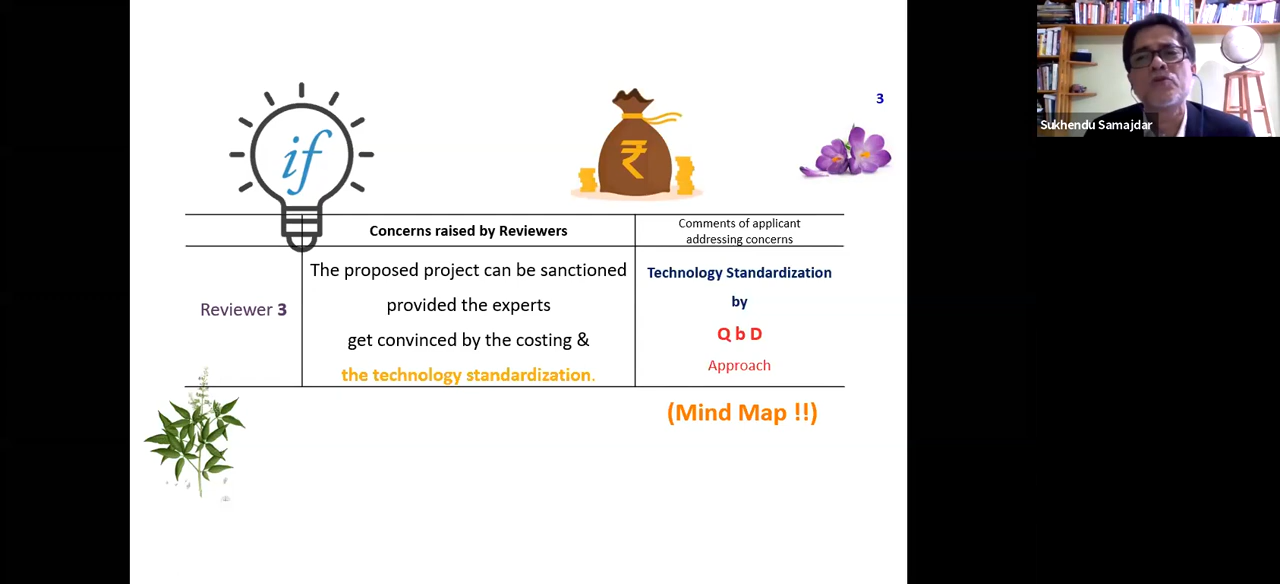 3
Sukhendu Samajdar
if
₹
Concerns raised by Reviewers
Comments of applicant
addressing concerns
Reviewer 3
The proposed project can be sanctioned
provided the experts
get convinced by the costing &
the technology standardization.
Technology Standardization
by
Q b D
Approach
(Mind Map !!)